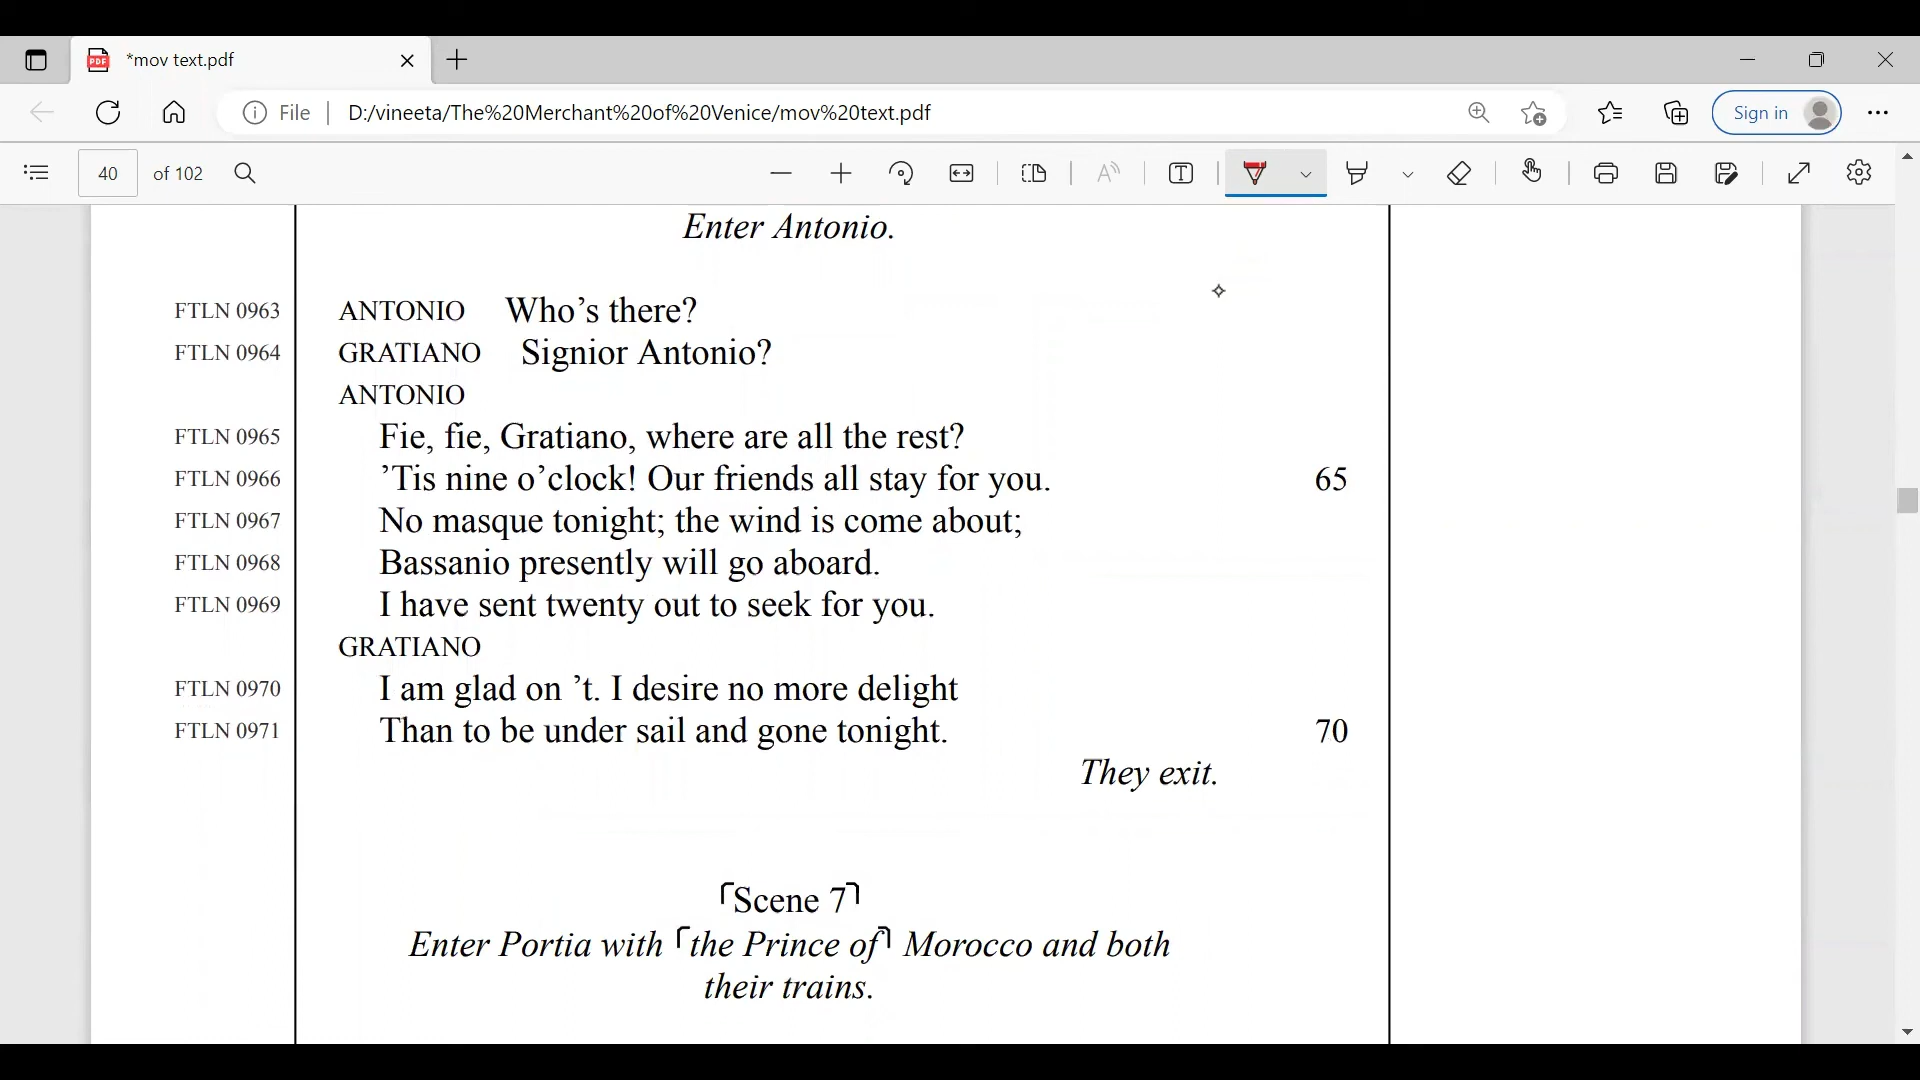 *mov text.pdf
File
D:/vineeta/The%20Merchant%20of%20Venice/mov%20text.pdf
Sign in
40 of 102
Enter Antonio.
FTLN 0963 ANTONIO Who’s there?
FTLN 0964 GRATIANO Signior Antonio?
ANTONIO
FTLN 0965 Fie, fie, Gratiano, where are all the rest?
FTLN 0966 ’Tis nine o’clock! Our friends all stay for you. 65
FTLN 0967 No masque tonight; the wind is come about;
FTLN 0968 Bassanio presently will go aboard.
FTLN 0969 I have sent twenty out to seek for you.
GRATIANO
FTLN 0970 I am glad on ’t. I desire no more delight
FTLN 0971 Than to be under sail and gone tonight. 70
They exit.
⌜Scene 7⌝
Enter Portia with ⌜the Prince of⌝ Morocco and both
their trains.